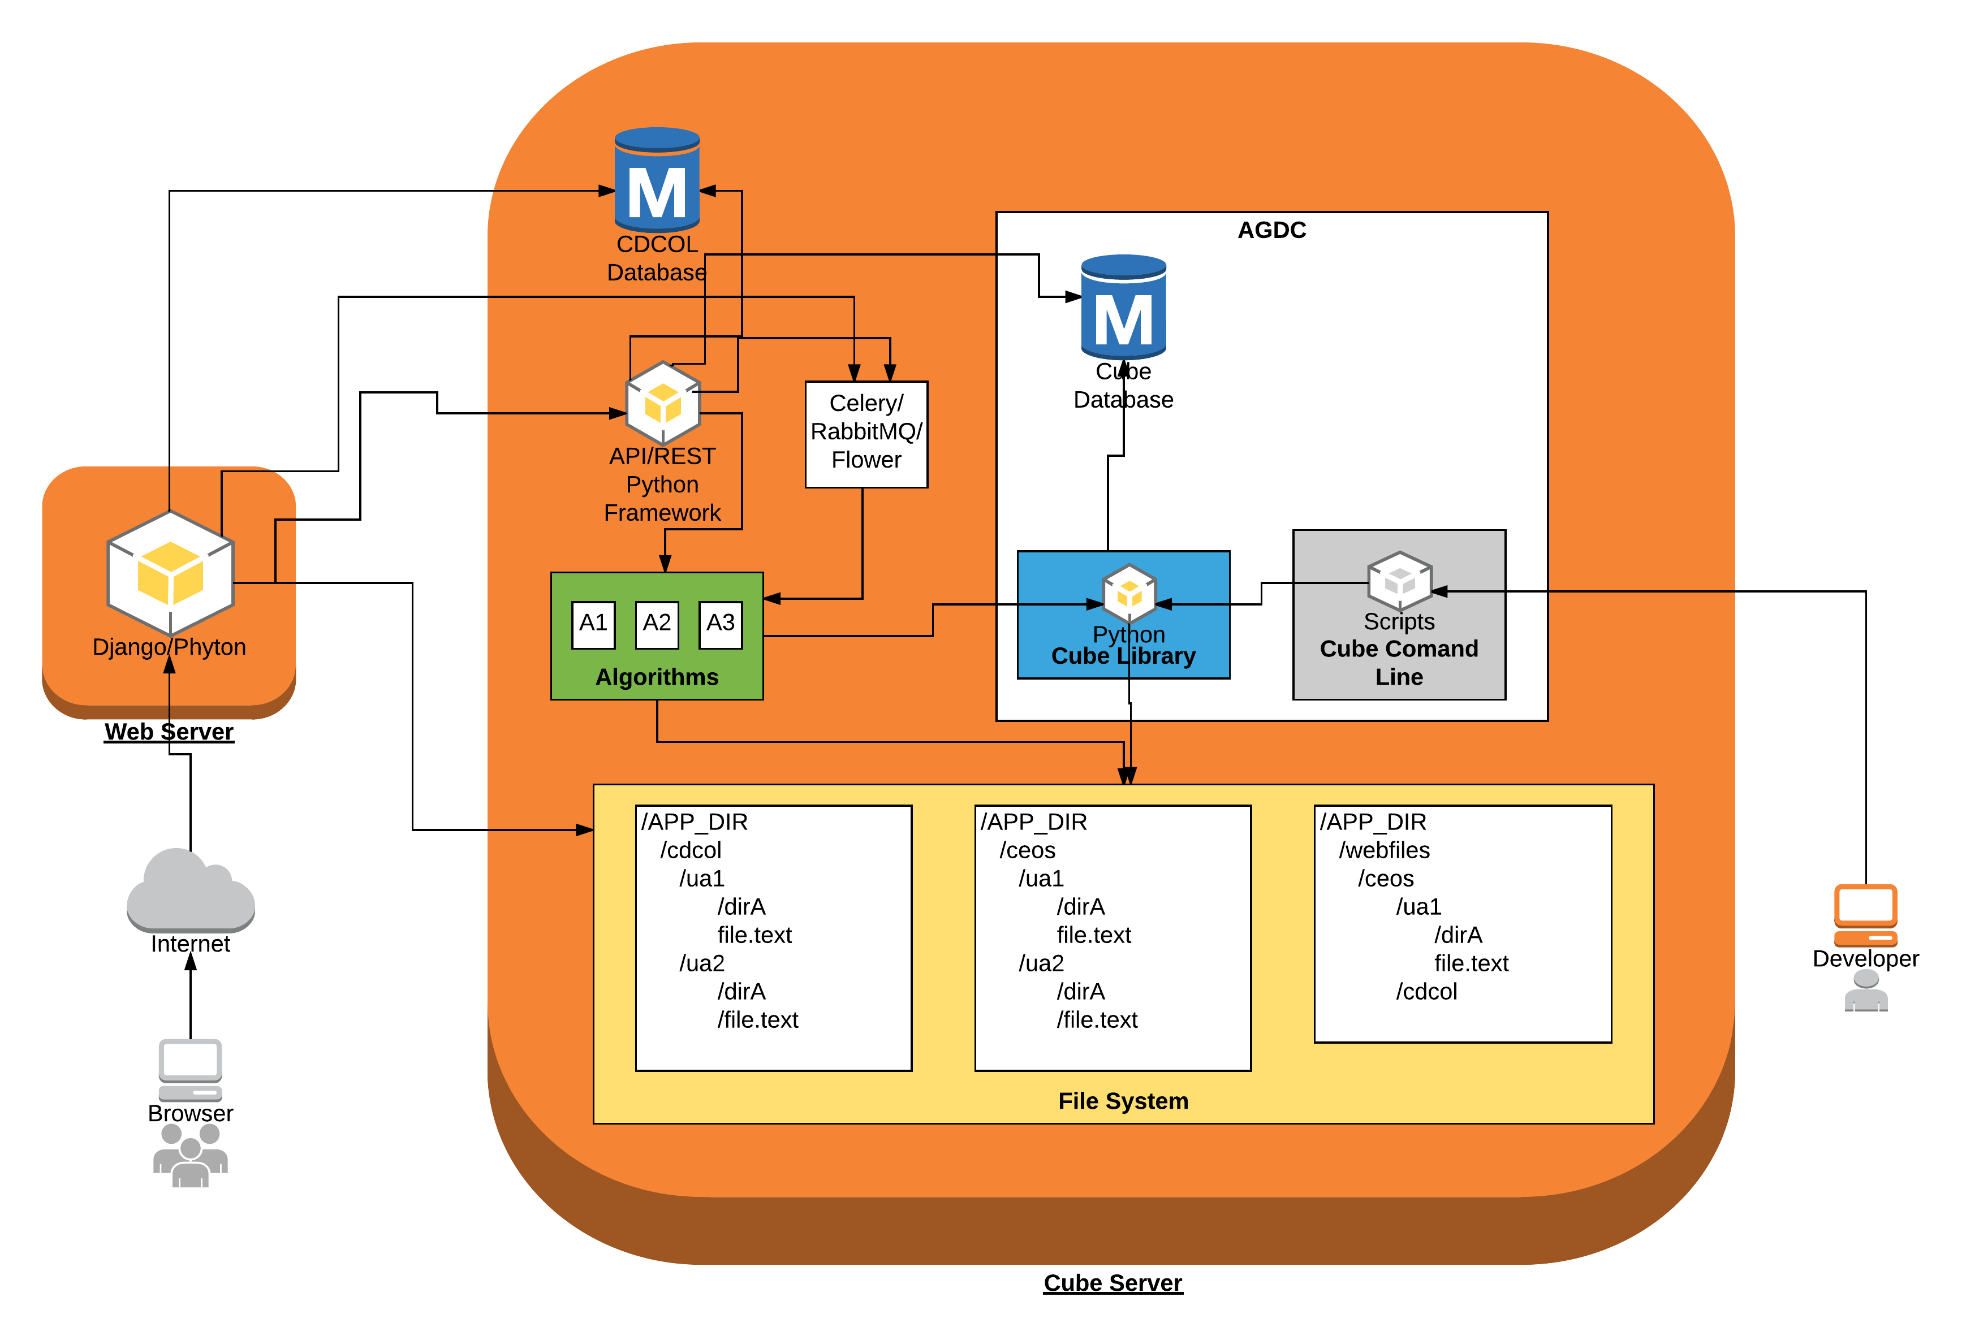 CDCOL
Database
AGDC
Cube
Database
API/REST
Python
Framework
Celery/
RabbitMQ/
Flower
Django/Phyton
Web Server
A1
A2
A3
Algorithms
Python
Cube Library
Scripts
Cube Comand
Line
/APP_DIR
/cdcol
/ua1
/dirA
file.text
/ua2
/dirA
/file.text
/APP_DIR
/ceos
/ua1
/dirA
file.text
/ua2
/dirA
/file.text
/APP_DIR
/webfiles
/ceos
/ua1
/dirA
file.text
/cdcol
File System
Internet
Browser
Developer
Cube Server
M
M